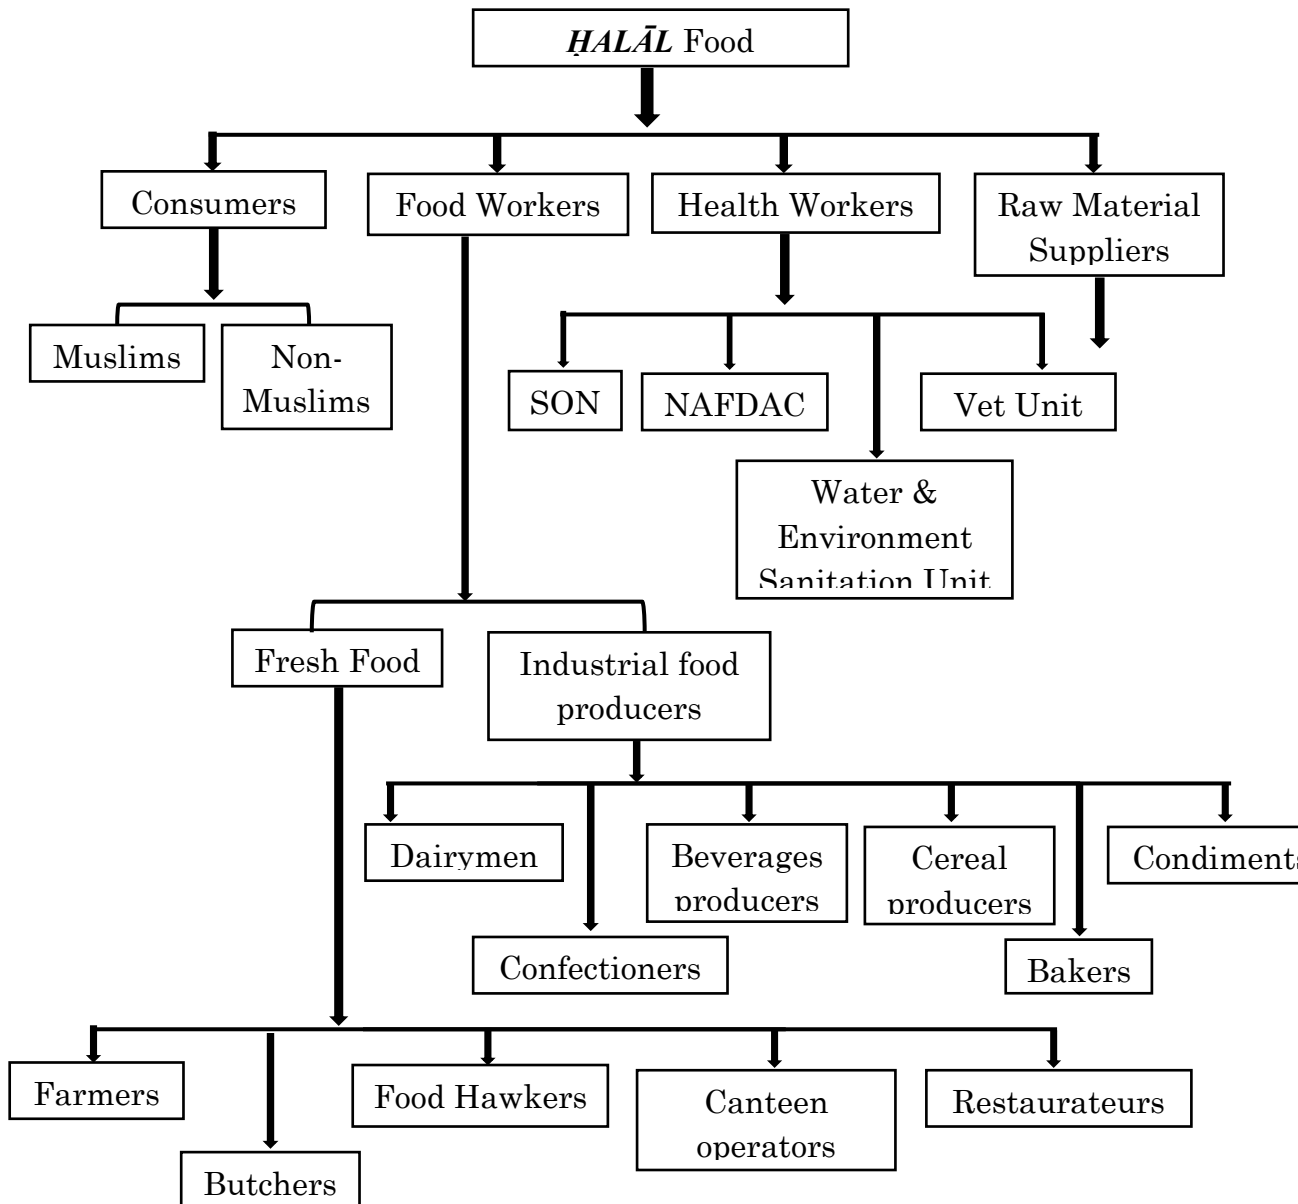 ḤALĀL Food
Consumers
Food Workers
Health Workers
Raw Material
Suppliers
Muslims
Non-
Muslims
SON
NAFDAC
Vet Unit
Water &
Environment
Sanitation Unit
Fresh Food
Industrial food
producers
Dairymen
Beverages
producers
Cereal
producers
Condiments
Confectioners
Bakers
Farmers
Food Hawkers
Canteen
operators
Restaurateurs
Butchers